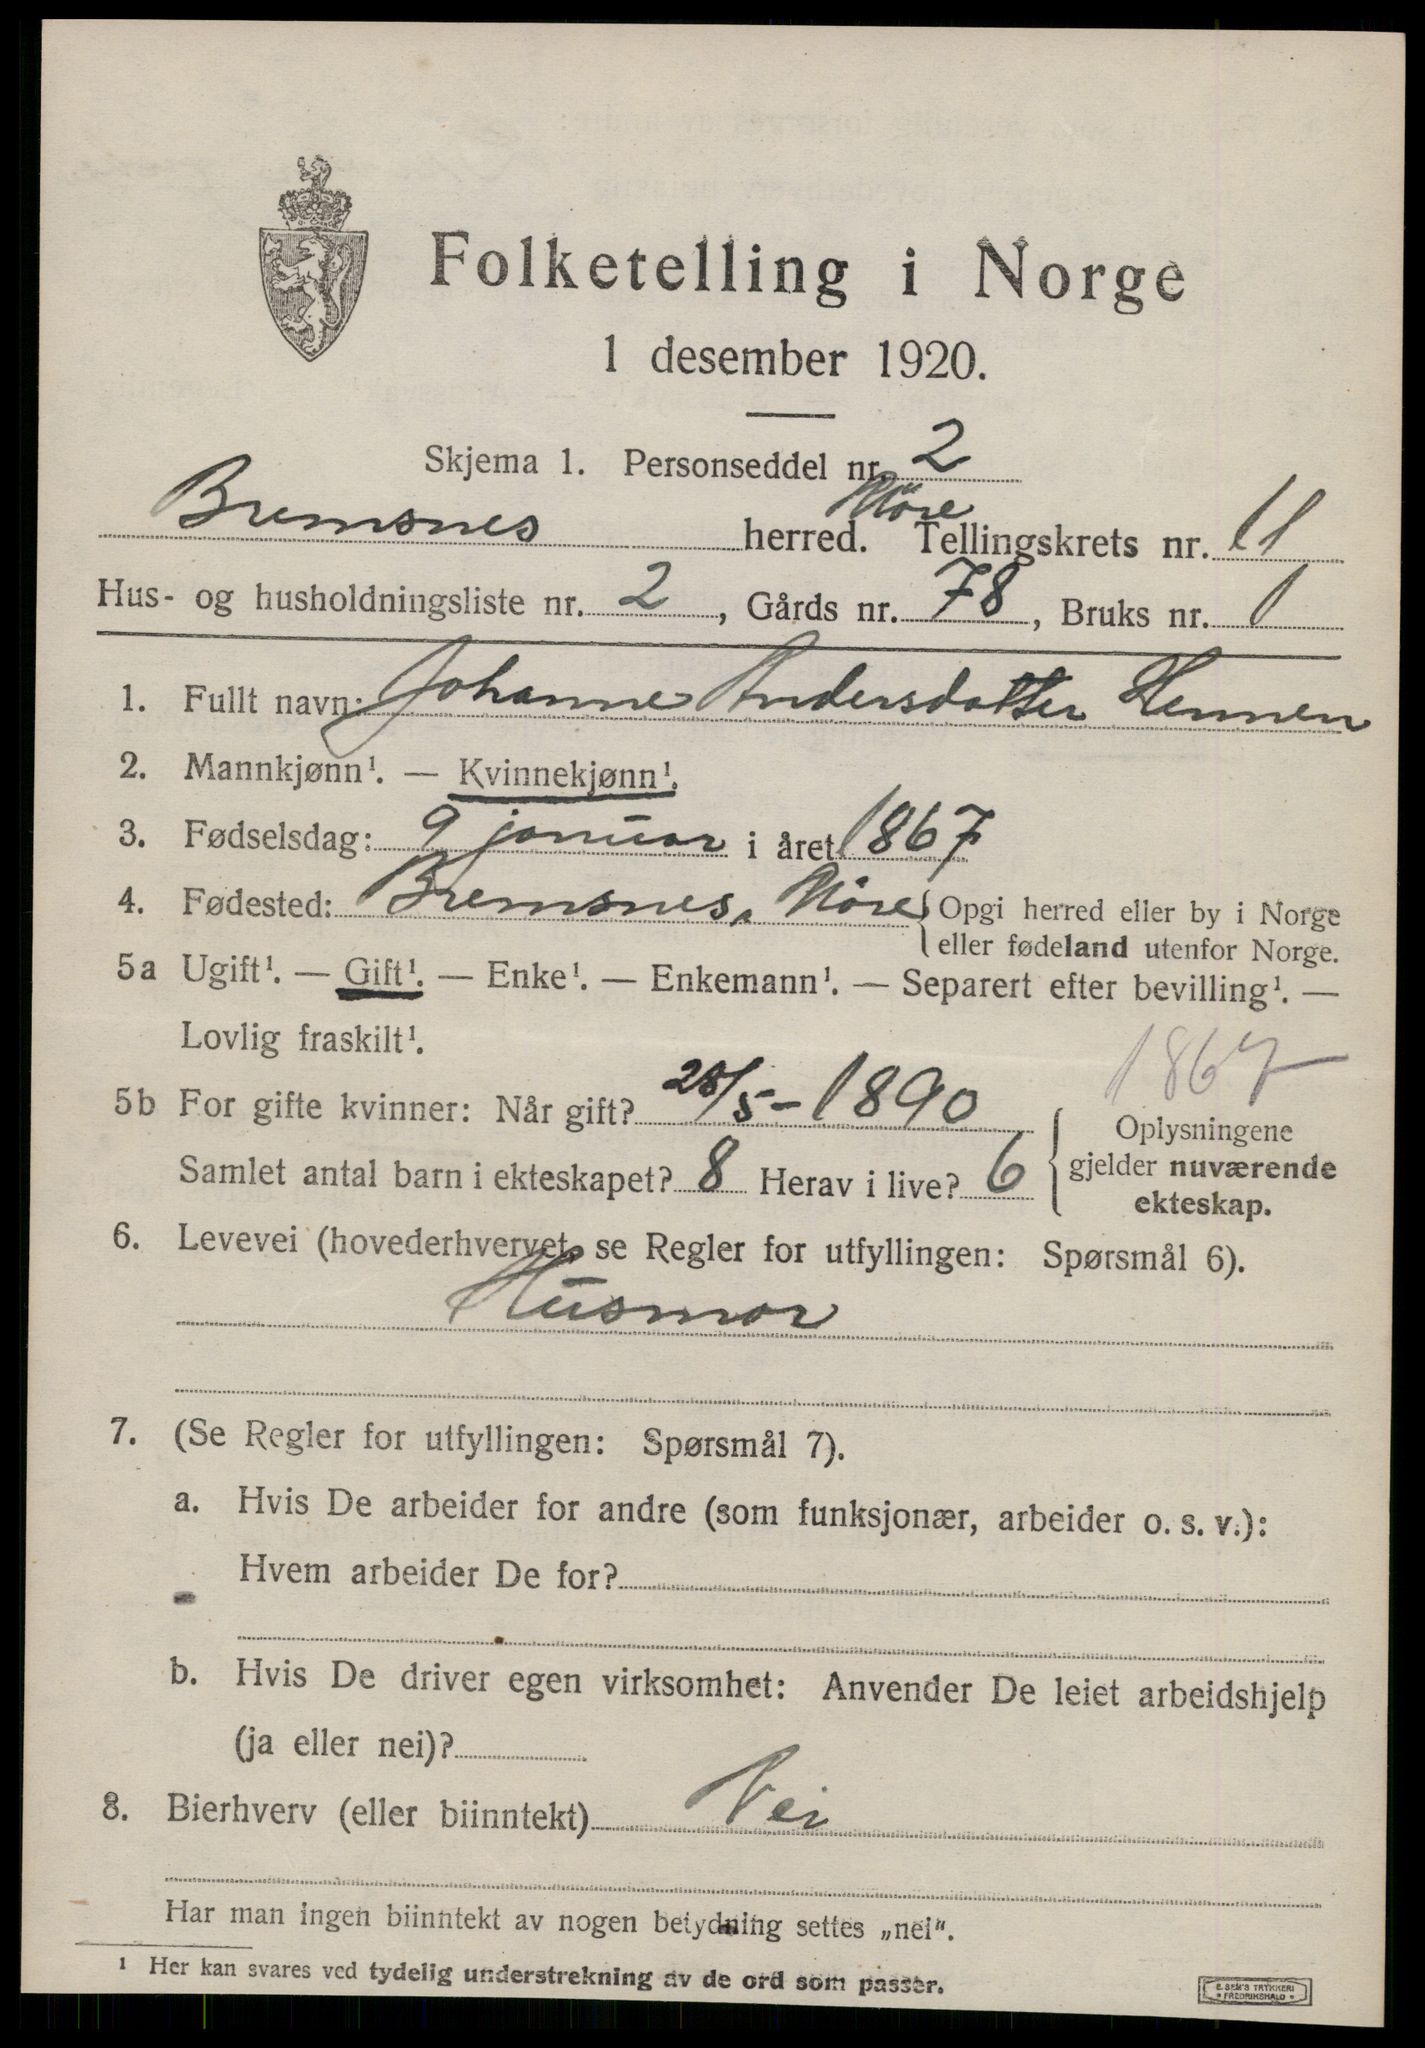 Folketelling i Norge
1 desember 1920.
Skjema 1. Personseddel nr. 2
Bremsnes herred. Möre Tellingskrets nr. 11
Hus- og husholdningsliste nr. 2, Gårds nr. 78, Bruks nr. 1
1. Fullt navn: Johanne Andersdatter Hennen
2. Mannkjønn¹. — Kvinnekjønn¹.
3. Fødselsdag: 9 januar i året 1867
4. Fødested: Bremsnes, Möre { Opgi herred eller by i Norge
eller fødeland utenfor Norge.
5a Ugift¹. — Gift¹. — Enke¹. — Enkemann¹. — Separert efter bevilling¹. —
Lovlig fraskilt¹.
1867
5b For gifte kvinner: Når gift? 28/5 - 1890
Samlet antal barn i ekteskapet? 8 Herav i live? 6
Oplysningene
gjelder nuværende
ekteskap.
6. Levevei (hovederhvervet, se Regler for utfyllingen: Spørsmål 6).
Husmor
7. (Se Regler for utfyllingen: Spørsmål 7).
a. Hvis De arbeider for andre (som funksjonær, arbeider o. s. v.):
Hvem arbeider De for?
b. Hvis De driver egen virksomhet: Anvender De leiet arbeidshjelp
(ja eller nei)?
8. Bierhverv (eller biinntekt) Nei
Har man ingen biinntekt av nogen betydning settes „nei".
¹ Her kan svares ved tydelig understrekning av de ord som passer.
E. SEM'S TRYKKERI
• FREDRIKSHALD •